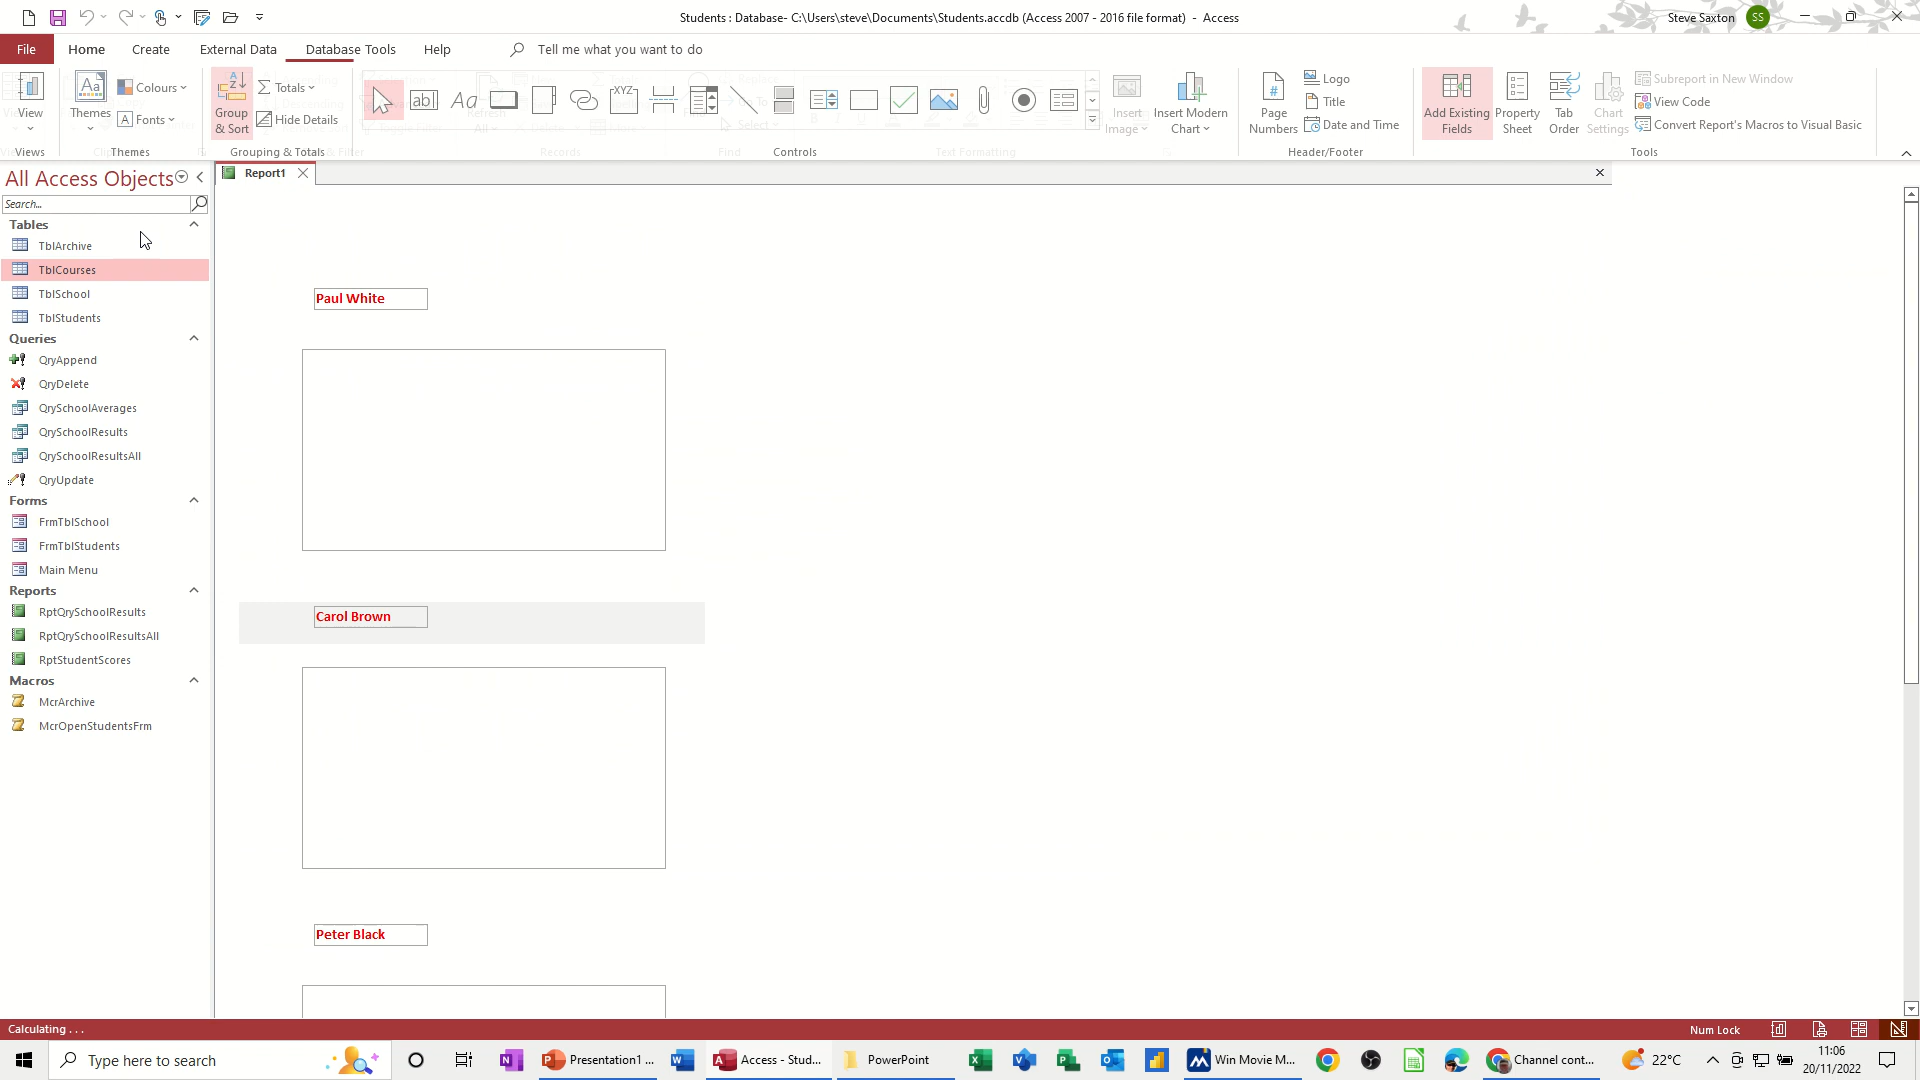 Students : Database- C:\Users\steve\Documents\Students.accdb (Access 2007 - 2016 file format) - Access
Steve Saxton SS
File Home Create External Data Database Tools Help Tell me what you want to do
View
Views
Themes
Colours
Fonts
Themes
Group & Sort
Totals
Hide Details
Grouping & Totals
Controls
Insert Image
Insert Modern Chart
Page Numbers
Logo
Title
Date and Time
Header/Footer
Add Existing Fields
Property Sheet
Tab Order
Chart Settings
Subreport in New Window
View Code
Convert Report's Macros to Visual Basic
Tools
All Access Objects
Search...
Tables
TblArchive
TblCourses
TblSchool
TblStudents
Queries
QryAppend
QryDelete
QrySchoolAverages
QrySchoolResults
QrySchoolResultsAll
QryUpdate
Forms
FrmTblSchool
FrmTblStudents
Main Menu
Reports
RptQrySchoolResults
RptQrySchoolResultsAll
RptStudentScores
Macros
McrArchive
McrOpenStudentsFrm
Report1
Paul White
Carol Brown
Peter Black
Calculating . . .
Num Lock
Type here to search
Presentation1 ...
Access - Stud...
PowerPoint
Win Movie M...
Channel cont...
22°C
11:06
20/11/2022